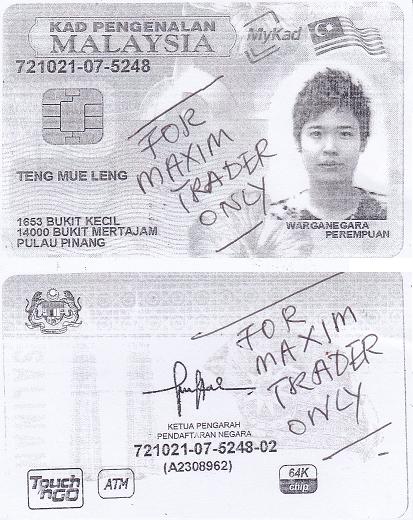 KAD PENGENALAN
MALAYSIA
MyKad
721021-07-5248
FOR
MAXIM
TRADER
ONLY
TENG MUE LENG
1653 BUKIT KECIL
14000 BUKIT MERTAJAM
PULAU PINANG
WARGANEGARA
PEREMPUAN
FOR
MAXIM
TRADER
ONLY
KETUA PENGARAH
PENDAFTARAN NEGARA
721021-07-5248-02
(A2308962)
Touch
'nGO
ATM
64K
chip